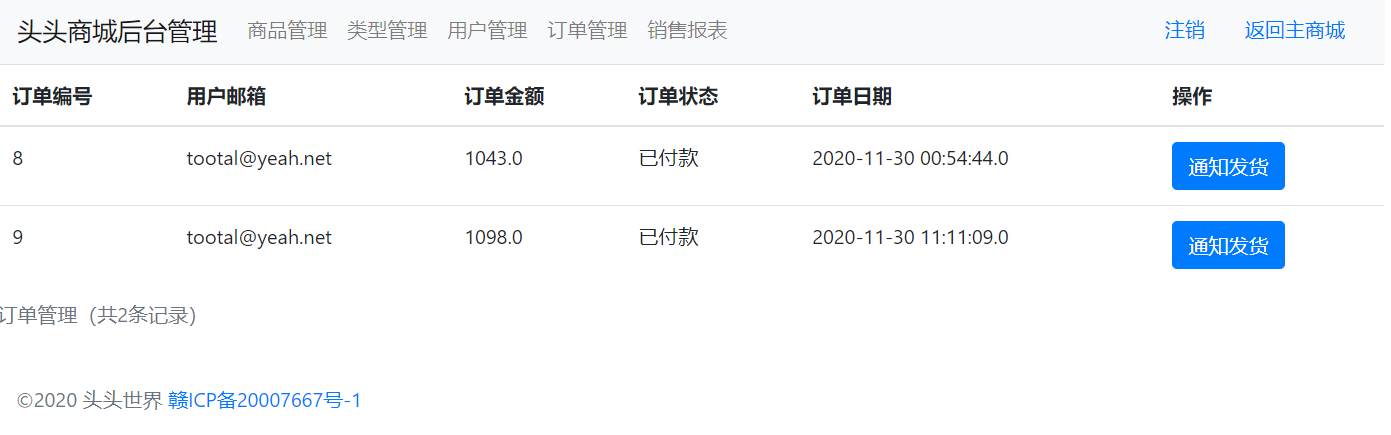 头头商城后台管理 商品管理 类型管理 用户管理 订单管理 销售报表 注销 返回主商城
订单编号 用户邮箱 订单金额 订单状态 订单日期 操作
8 tootal@yeah.net 1043.0 已付款 2020-11-30 00:54:44.0 通知发货
9 tootal@yeah.net 1098.0 已付款 2020-11-30 11:11:09.0 通知发货
订单管理（共2条记录）
©2020 头头世界 赣ICP备20007667号-1